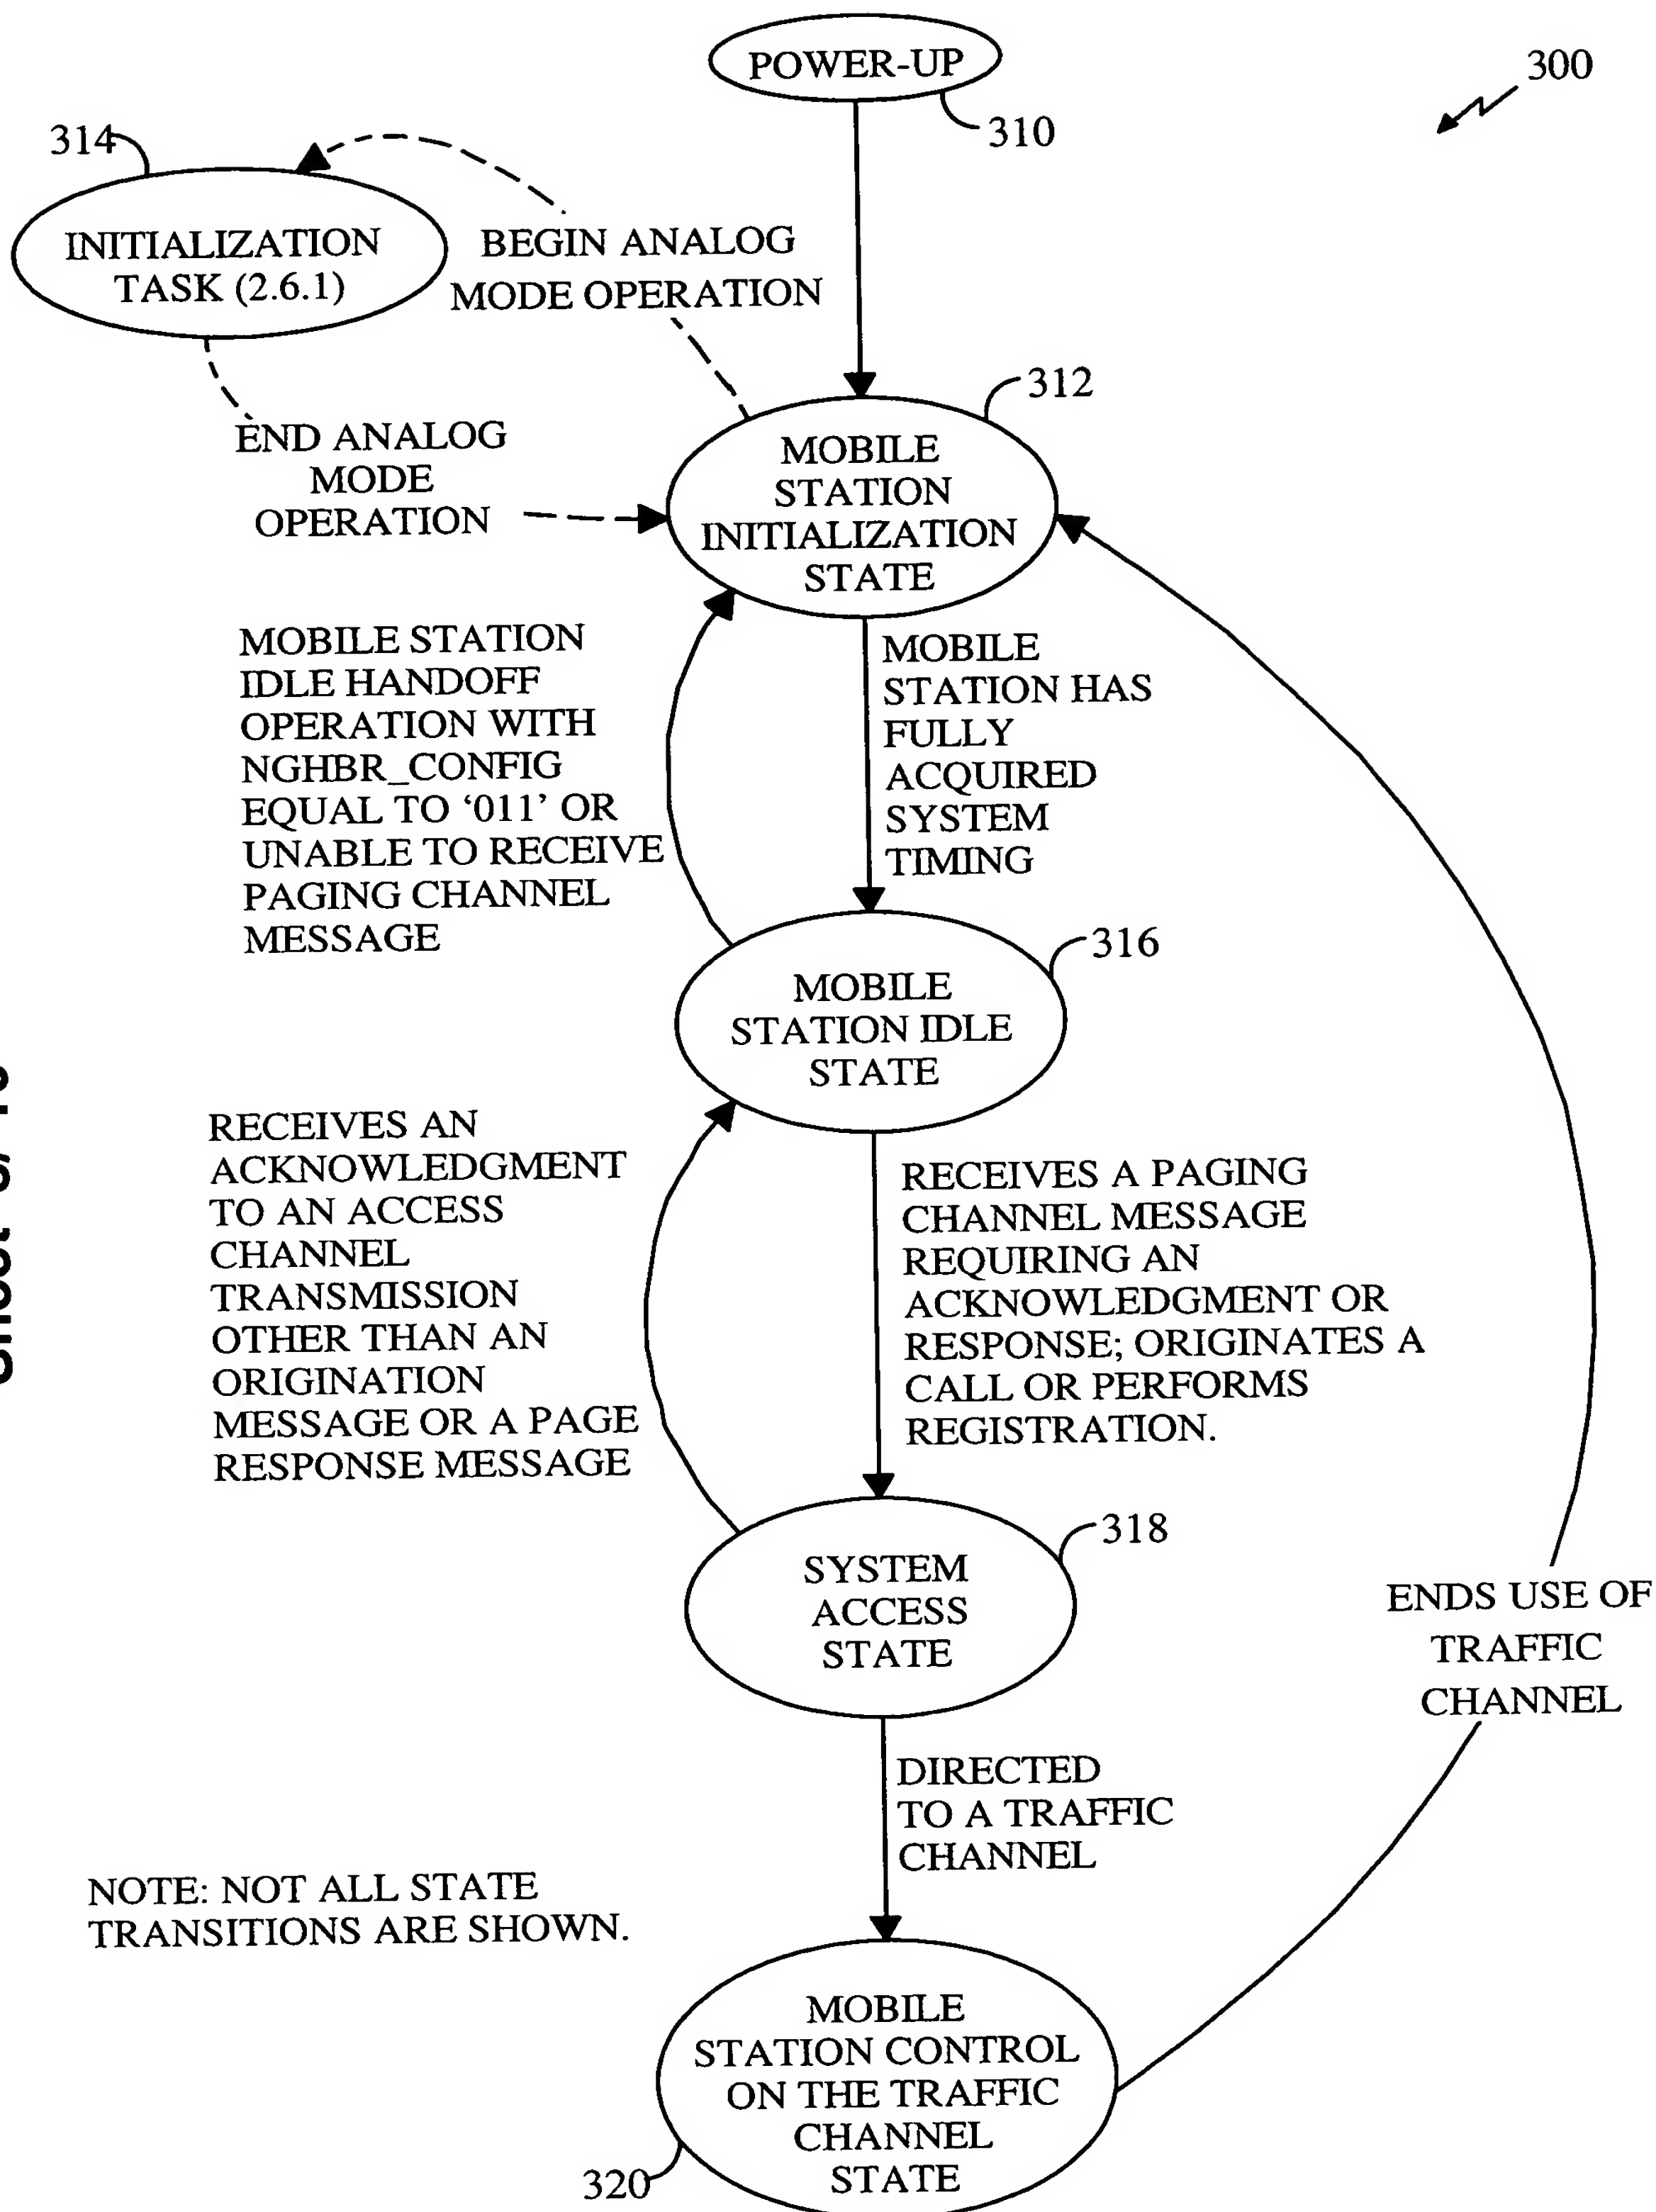 POWER-UP
300
310
314
INITIALIZATION
TASK (2.6.1)
BEGIN ANALOG
MODE OPERATION
312
END ANALOG
MODE
OPERATION
MOBILE
STATION
INITIALIZATION
STATE
MOBILE STATION
IDLE HANDOFF
OPERATION WITH
NGHBR_CONFIG
EQUAL TO ‘011’ OR
UNABLE TO RECEIVE
PAGING CHANNEL
MESSAGE
MOBILE
STATION HAS
FULLY
ACQUIRED
SYSTEM
TIMING
316
MOBILE
STATION IDLE
STATE
RECEIVES AN
ACKNOWLEDGMENT
TO AN ACCESS
CHANNEL
TRANSMISSION
OTHER THAN AN
ORIGINATION
MESSAGE OR A PAGE
RESPONSE MESSAGE
RECEIVES A PAGING
CHANNEL MESSAGE
REQUIRING AN
ACKNOWLEDGMENT OR
RESPONSE; ORIGINATES A
CALL OR PERFORMS
REGISTRATION.
318
SYSTEM
ACCESS
STATE
ENDS USE OF
TRAFFIC
CHANNEL
DIRECTED
TO A TRAFFIC
CHANNEL
NOTE: NOT ALL STATE
TRANSITIONS ARE SHOWN.
MOBILE
STATION CONTROL
ON THE TRAFFIC
CHANNEL
STATE
320